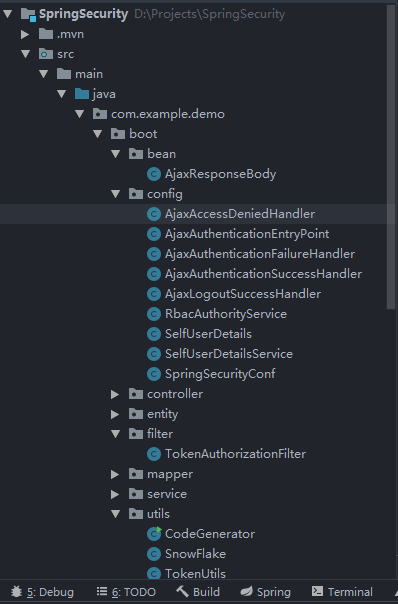 SpringSecurity D:\Projects\SpringSecurity
.mvn
src
main
java
com.example.demo
boot
bean
AjaxResponseBody
config
AjaxAccessDeniedHandler
AjaxAuthenticationEntryPoint
AjaxAuthenticationFailureHandler
AjaxAuthenticationSuccessHandler
AjaxLogoutSuccessHandler
RbacAuthorityService
SelfUserDetails
SelfUserDetailsService
SpringSecurityConf
controller
entity
filter
TokenAuthorizationFilter
mapper
service
utils
CodeGenerator
SnowFlake
TokenUtils
5: Debug 6: TODO Build Spring Terminal